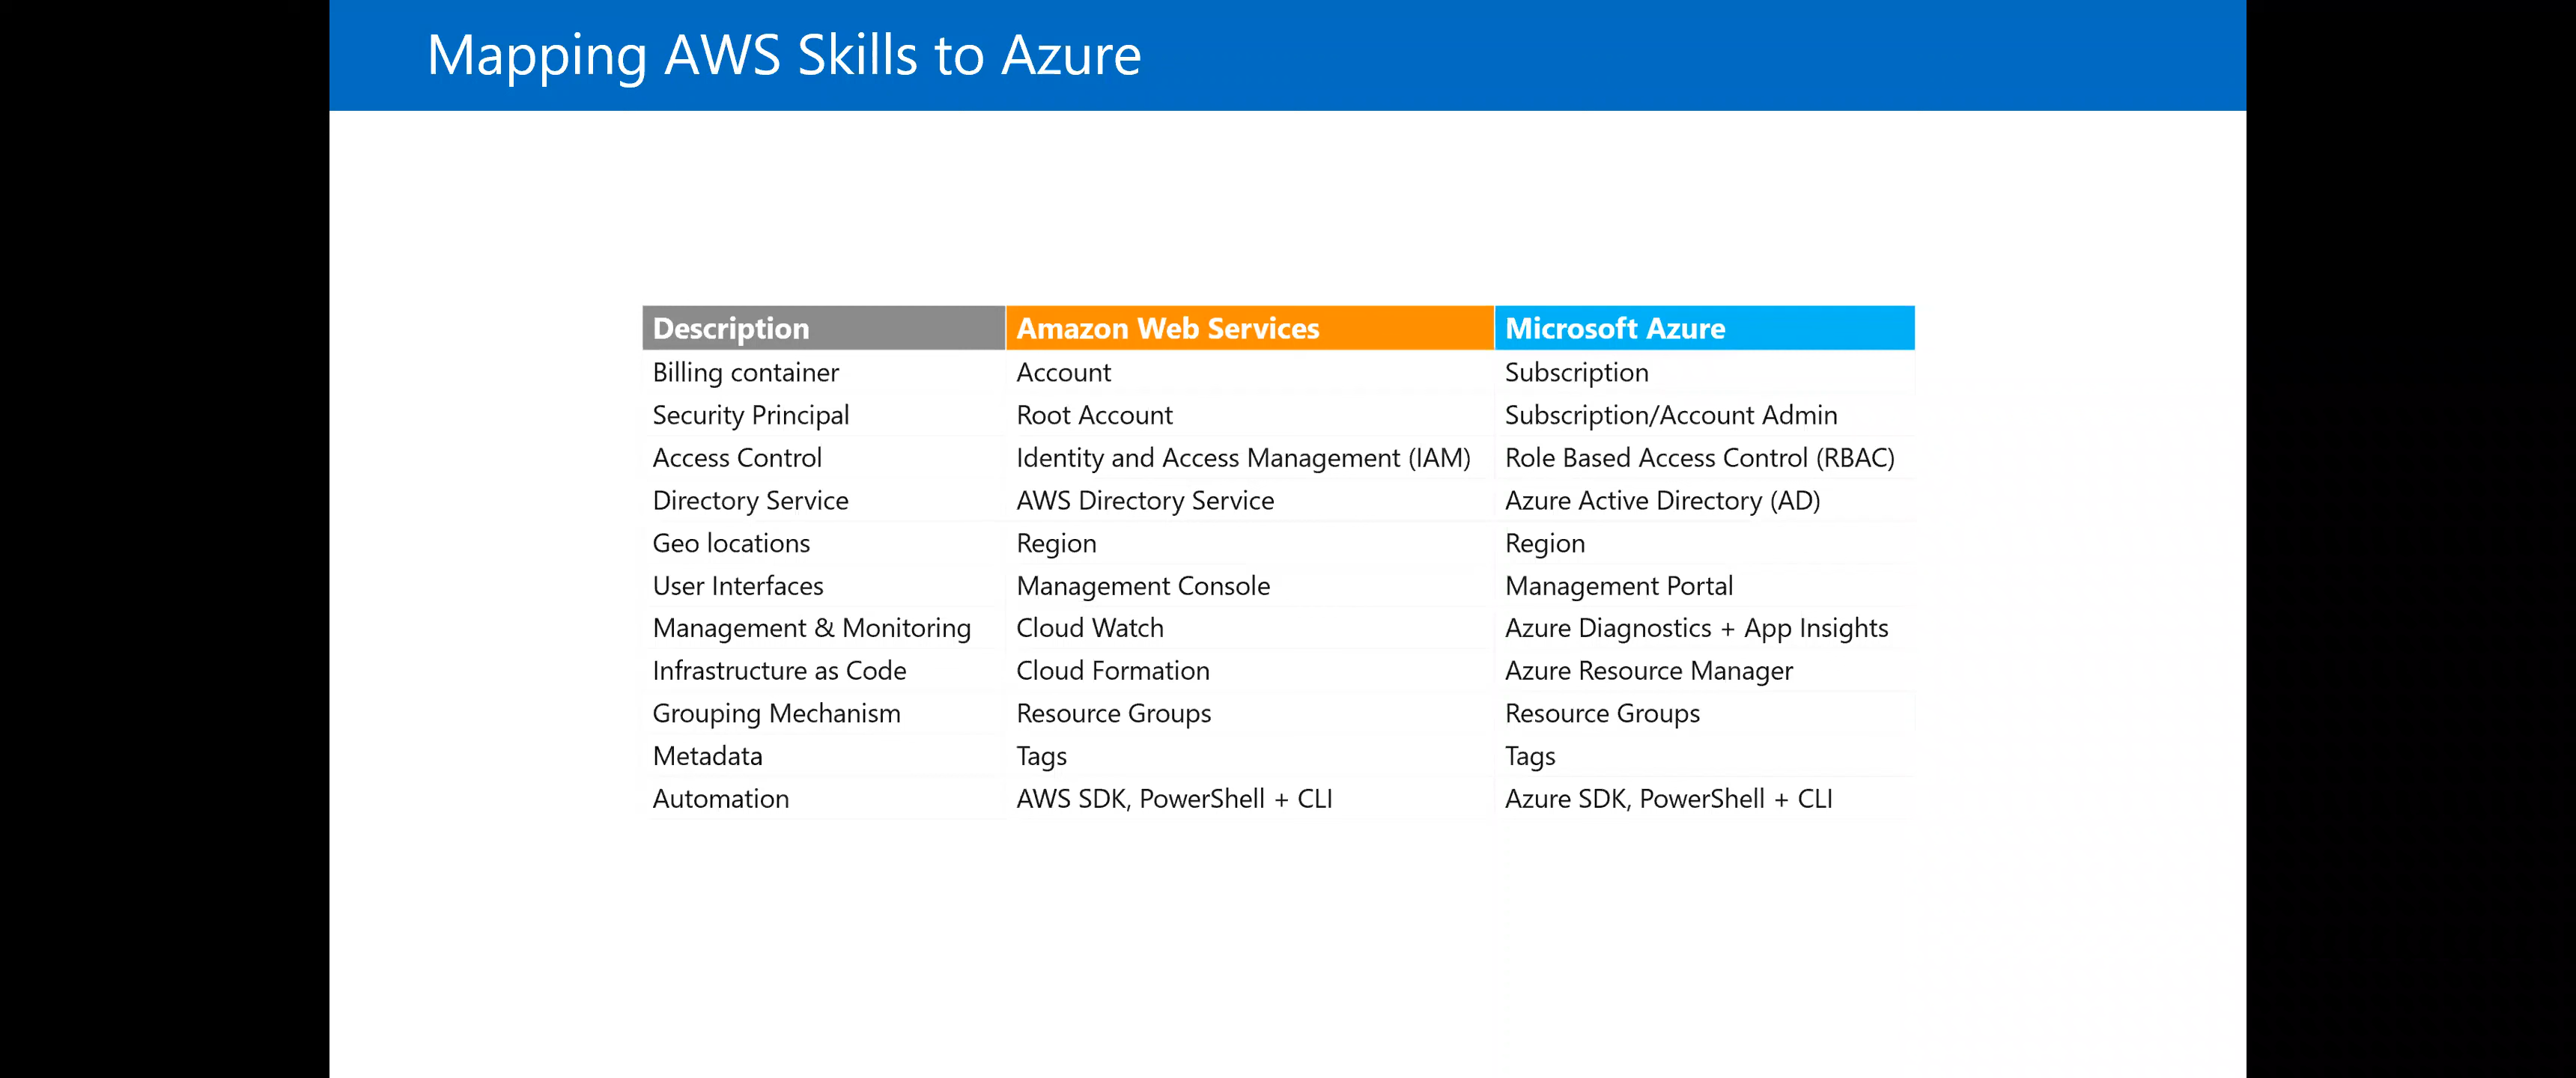 Mapping AWS Skills to Azure
Description Amazon Web Services Microsoft Azure
Billing container Account Subscription
Security Principal Root Account Subscription/Account Admin
Access Control Identity and Access Management (IAM) Role Based Access Control (RBAC)
Directory Service AWS Directory Service Azure Active Directory (AD)
Geo locations Region Region
User Interfaces Management Console Management Portal
Management & Monitoring Cloud Watch Azure Diagnostics + App Insights
Infrastructure as Code Cloud Formation Azure Resource Manager
Grouping Mechanism Resource Groups Resource Groups
Metadata Tags Tags
Automation AWS SDK, PowerShell + CLI Azure SDK, PowerShell + CLI